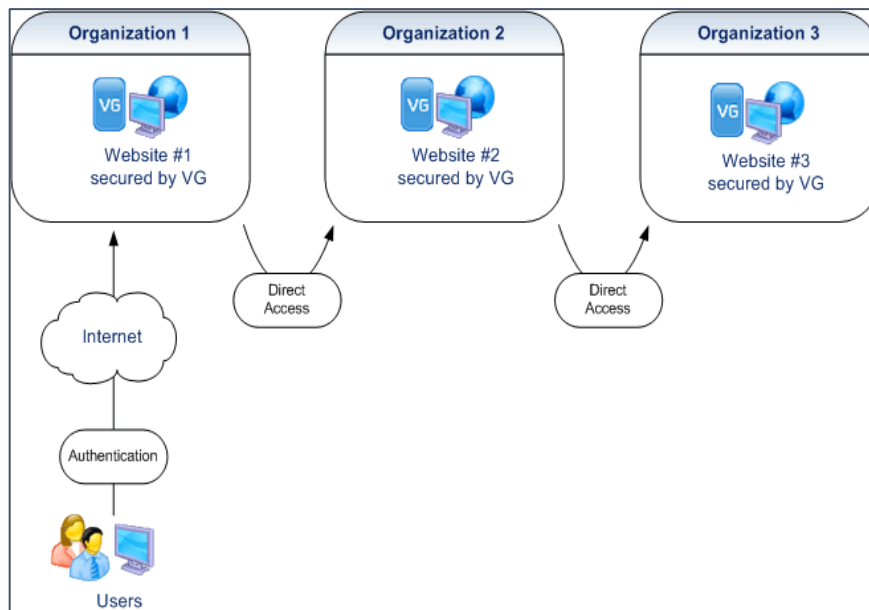 Organization 1
Organization 2
Organization 3
VG
VG
VG
Website #1
secured by VG
Website #2
secured by VG
Website #3
secured by VG
Direct
Access
Direct
Access
Internet
Authentication
Users